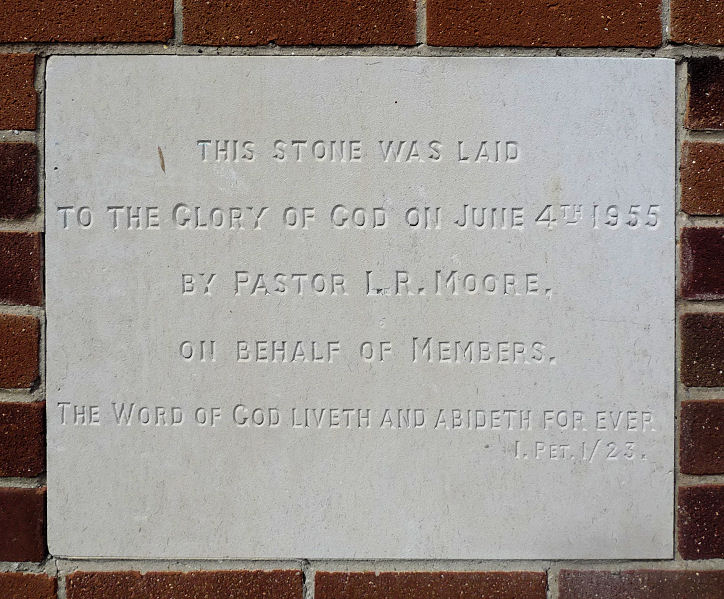 THIS STONE WAS LAID
TO THE GLORY OF GOD ON JUNE 4TH 1955
BY PASTOR L.R. MOORE.
ON BEHALF OF MEMBERS.
THE WORD OF GOD LIVETH AND ABIDETH FOR EVER
1. PET. 1/23.